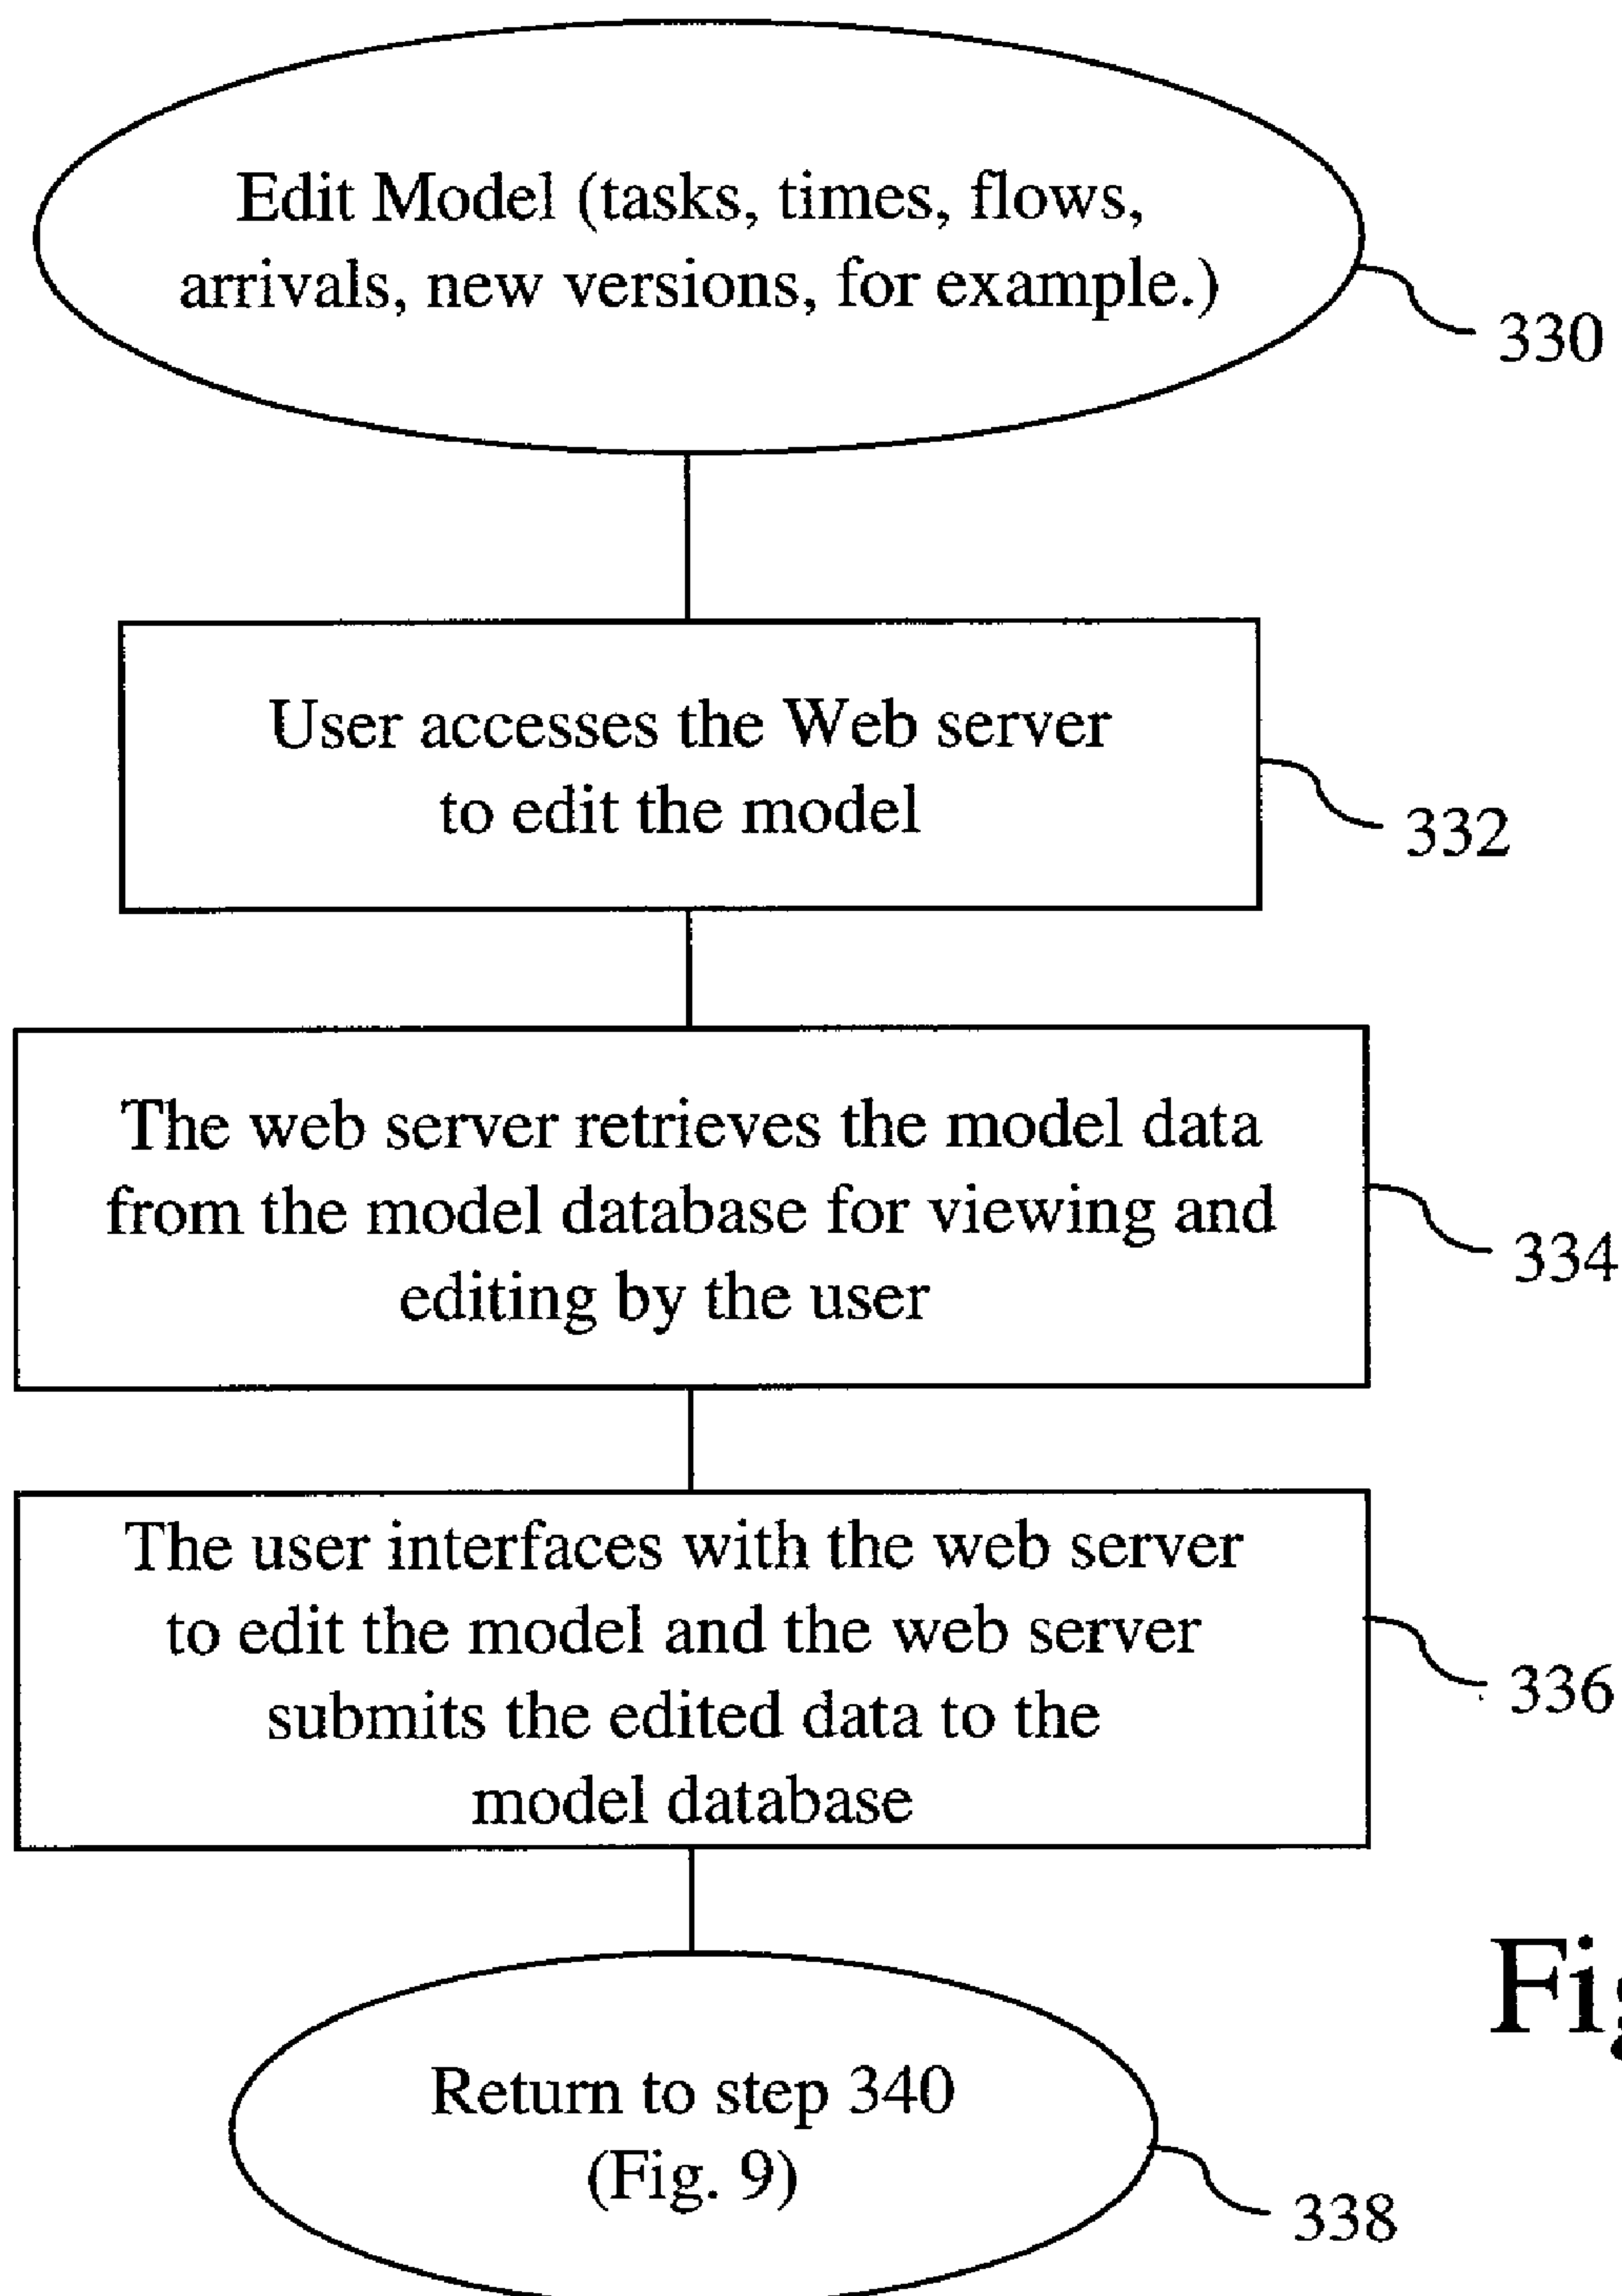 Edit Model (tasks, times, flows,
arrivals, new versions, for example.)
330
User accesses the Web server
to edit the model
332
The web server retrieves the model data
from the model database for viewing and
editing by the user
334
The user interfaces with the web server
to edit the model and the web server
submits the edited data to the
model database
336
Return to step 340
(Fig. 9)
338